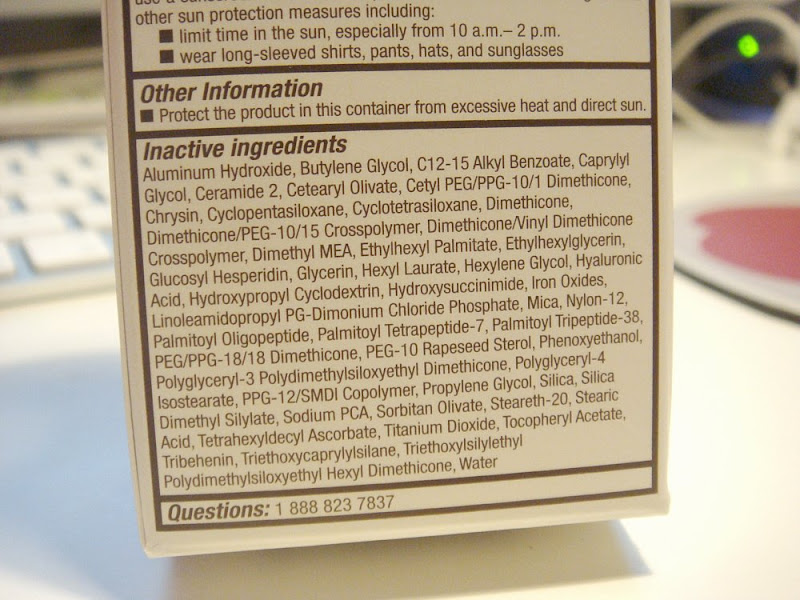 other sun protection measures including:
■ limit time in the sun, especially from 10 a.m.– 2 p.m.
■ wear long-sleeved shirts, pants, hats, and sunglasses
Other Information
■ Protect the product in this container from excessive heat and direct sun.
Inactive ingredients
Aluminum Hydroxide, Butylene Glycol, C12-15 Alkyl Benzoate, Caprylyl
Glycol, Ceramide 2, Cetearyl Olivate, Cetyl PEG/PPG-10/1 Dimethicone,
Chrysin, Cyclopentasiloxane, Cyclotetrasiloxane, Dimethicone,
Dimethicone/PEG-10/15 Crosspolymer, Dimethicone/Vinyl Dimethicone
Crosspolymer, Dimethyl MEA, Ethylhexyl Palmitate, Ethylhexylglycerin,
Glucosyl Hesperidin, Glycerin, Hexyl Laurate, Hexylene Glycol, Hyaluronic
Acid, Hydroxypropyl Cyclodextrin, Hydroxysuccinimide, Iron Oxides,
Linoleamidopropyl PG-Dimonium Chloride Phosphate, Mica, Nylon-12,
Palmitoyl Oligopeptide, Palmitoyl Tetrapeptide-7, Palmitoyl Tripeptide-38,
PEG/PPG-18/18 Dimethicone, PEG-10 Rapeseed Sterol, Phenoxyethanol,
Polyglyceryl-3 Polydimethylsiloxyethyl Dimethicone, Polyglyceryl-4
Isostearate, PPG-12/SMDI Copolymer, Propylene Glycol, Silica, Silica
Dimethyl Silylate, Sodium PCA, Sorbitan Olivate, Steareth-20, Stearic
Acid, Tetrahexyldecyl Ascorbate, Titanium Dioxide, Tocopheryl Acetate,
Tribehenin, Triethoxycaprylylsilane, Triethoxysilylethyl
Polydimethylsiloxyethyl Hexyl Dimethicone, Water
Questions: 1 888 823 7837